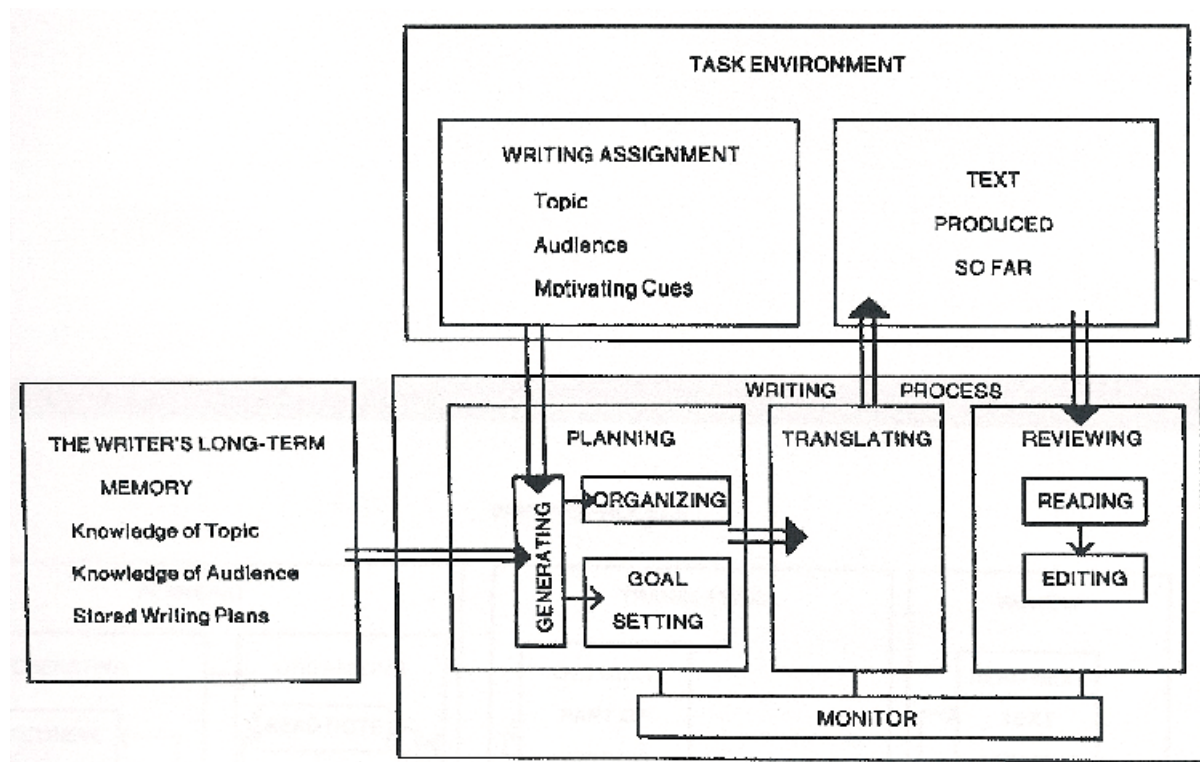 TASK ENVIRONMENT
WRITING ASSIGNMENT
Topic
Audience
Motivating Cues
TEXT
PRODUCED
SO FAR
WRITING PROCESS
THE WRITER'S LONG-TERM
MEMORY
Knowledge of Topic
Knowledge of Audience
Stored Writing Plans
PLANNING
GENERATING
ORGANIZING
GOAL
SETTING
TRANSLATING
REVIEWING
READING
EDITING
MONITOR